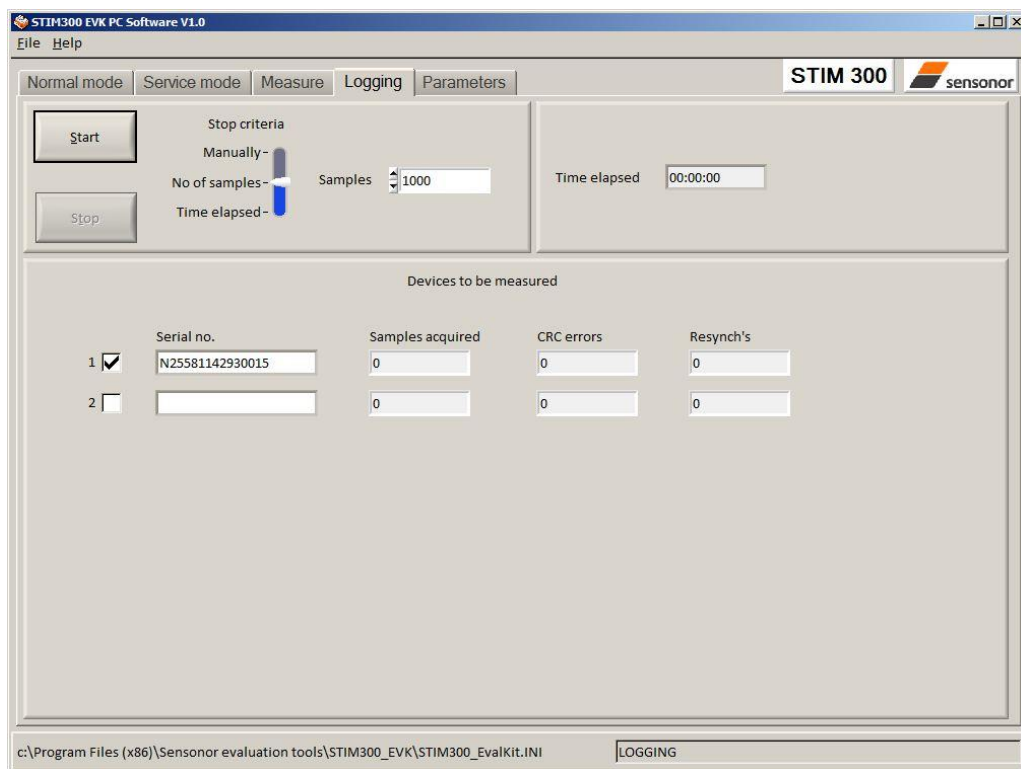 STIM300 EVK PC Software V1.0
File Help
Normal mode Service mode Measure Logging Parameters
STIM 300
sensonor
Start
Stop
Stop criteria
Manually
No of samples
Time elapsed
Samples 1000
Time elapsed 00:00:00
Devices to be measured
Serial no. Samples acquired CRC errors Resynch's
1 N25581142930015 0 0 0
2 0 0 0
c:\Program Files (x86)\Sensonor evaluation tools\STIM300_EVK\STIM300_EvalKit.INI LOGGING